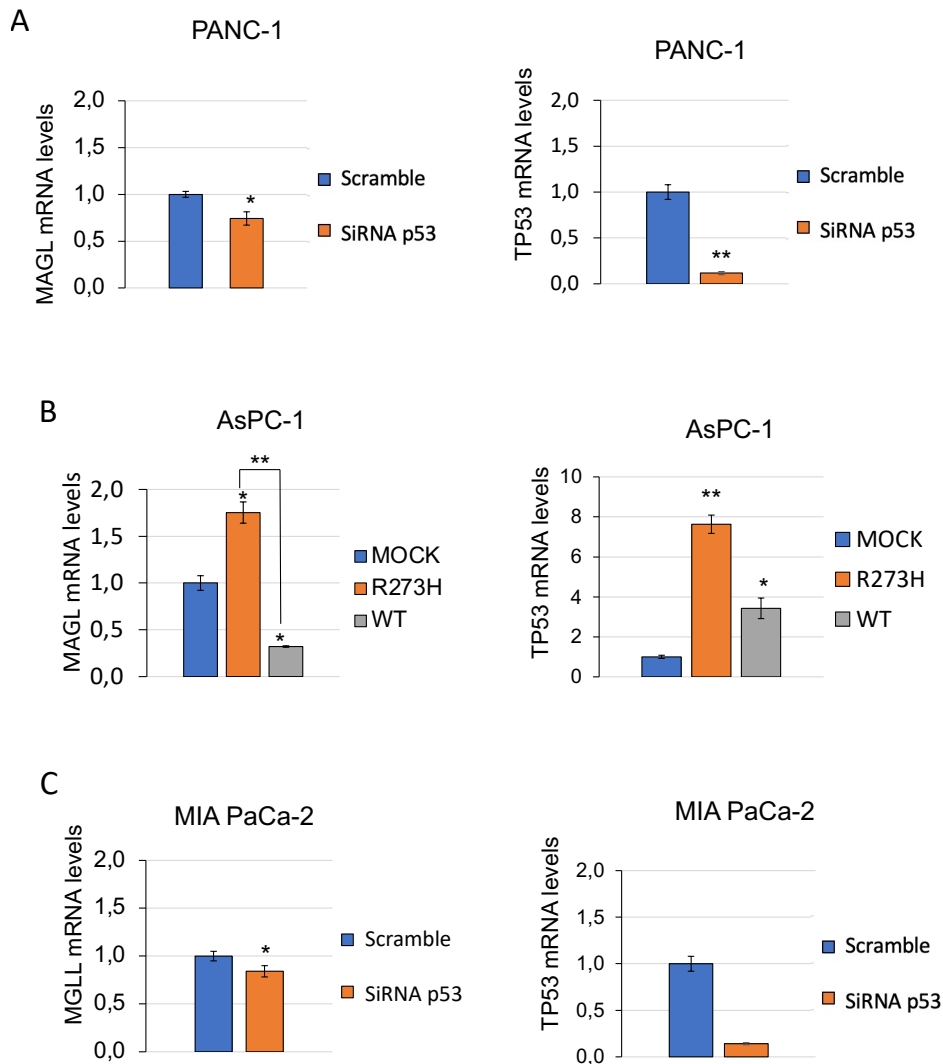 A
PANC-1
MAGL mRNA levels
2,0
1,5
1,0
0,5
0,0
*
Scramble
SiRNA p53
PANC-1
TP53 mRNA levels
2,0
1,5
1,0
0,5
0,0
**
Scramble
SiRNA p53
B
AsPC-1
MAGL mRNA levels
2,0
1,5
1,0
0,5
0,0
**
*
*
MOCK
R273H
WT
AsPC-1
TP53 mRNA levels
10
8
6
4
2
0
**
*
MOCK
R273H
WT
C
MIA PaCa-2
MGLL mRNA levels
2,0
1,5
1,0
0,5
0,0
*
Scramble
SiRNA p53
MIA PaCa-2
TP53 mRNA levels
2,0
1,5
1,0
0,5
0,0
Scramble
SiRNA p53